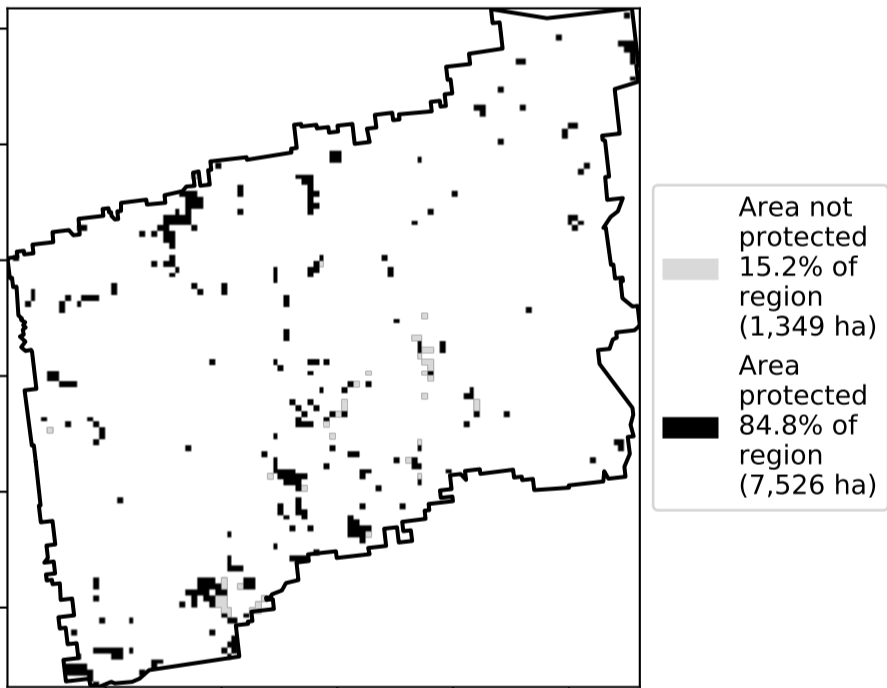 Area not
protected
15.2% of
region
(1,349 ha)
Area
protected
84.8% of
region
(7,526 ha)